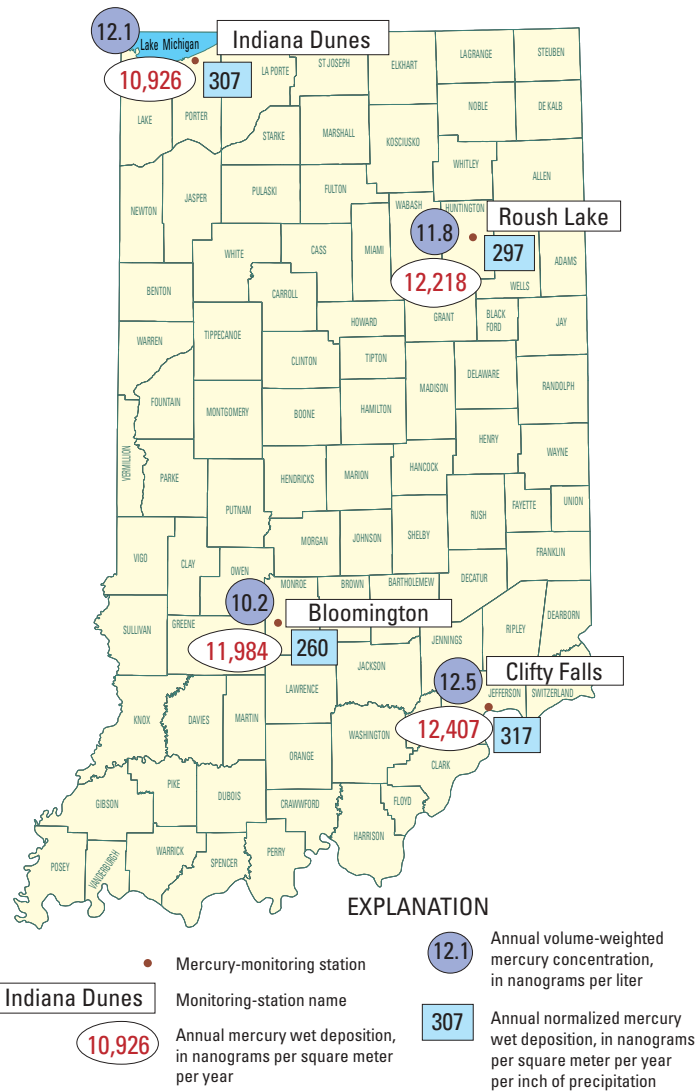 12.1
Lake Michigan
Indiana Dunes
10,926
307
LA PORTE
ST JOSEPH
ELKHART
LAGRANGE
STEUBEN
LAKE
PORTER
STARKE
MARSHALL
KOSCIUSKO
NOBLE
DE KALB
WHITLEY
ALLEN
NEWTON
JASPER
PULASKI
FULTON
WABASH
HUNTINGTON
Roush Lake
11.8
297
12,218
WHITE
CASS
MIAMI
WELLS
ADAMS
BENTON
CARROLL
HOWARD
GRANT
BLACK
FORD
JAY
WARREN
TIPPECANOE
CLINTON
TIPTON
MADISON
DELAWARE
RANDOLPH
FOUNTAIN
MONTGOMERY
BOONE
HAMILTON
HENRY
WAYNE
VERMILLION
PARKE
PUTNAM
HENDRICKS
MARION
HANCOCK
RUSH
FAYETTE
UNION
MORGAN
JOHNSON
SHELBY
FRANKLIN
VIGO
CLAY
OWEN
MONROE
BROWN
BARTHOLEMEW
DECATUR
10.2
Bloomington
11,984
260
SULLIVAN
GREENE
JENNINGS
RIPLEY
DEARBORN
JACKSON
Clifty Falls
12.5
12,407
317
JEFFERSON
SWITZERLAND
LAWRENCE
KNOX
DAVIES
MARTIN
WASHINGTON
ORANGE
CLARK
PIKE
DUBOIS
GIBSON
CRAWWFORD
FLOYD
HARRISON
POSEY
VANDERBURGH
WARRICK
SPENCER
PERRY
EXPLANATION
Mercury-monitoring station
Indiana Dunes
Monitoring-station name
10,926
Annual mercury wet deposition,
in nanograms per square meter
per year
12.1
Annual volume-weighted
mercury concentration,
in nanograms per liter
307
Annual normalized mercury
wet deposition, in nanograms
per square meter per year
per inch of precipitation